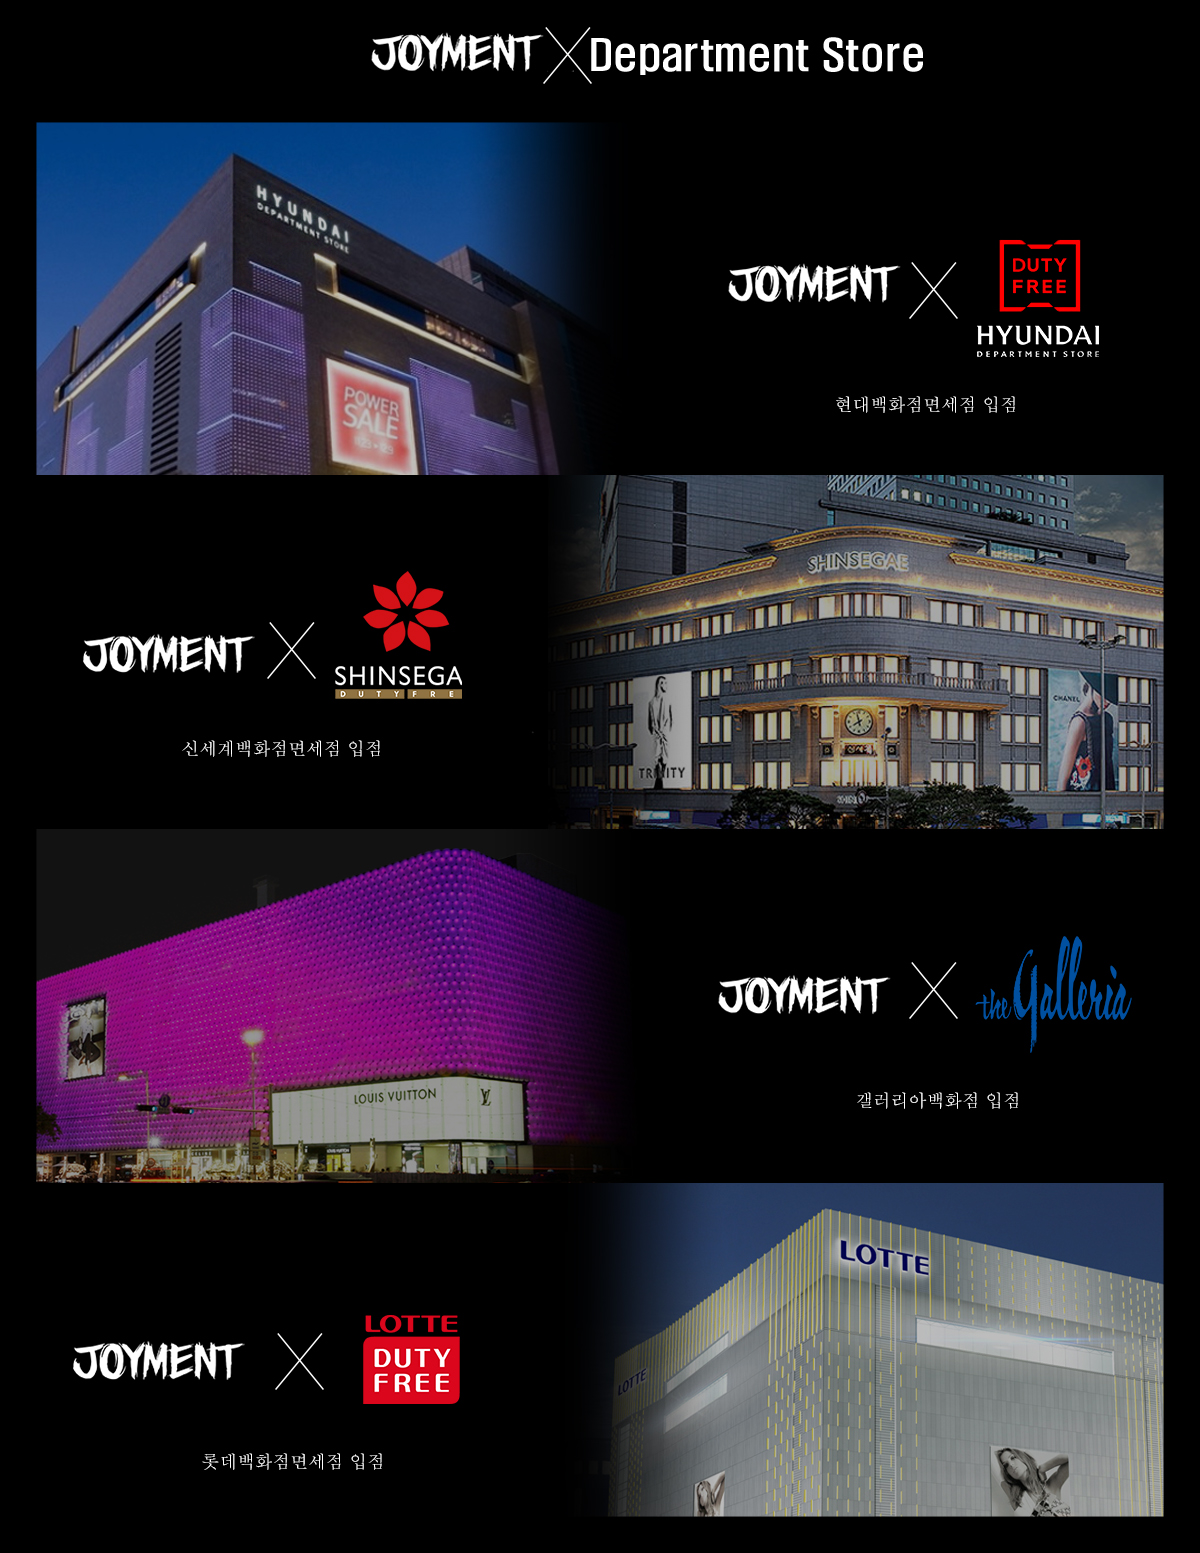 JOYMENT X Department Store
HYUNDAI
DEPARTMENT STORE
POWER
SALE
JOYMENT X
DUTY
FREE
HYUNDAI
DEPARTMENT STORE
현대백화점면세점 입점
JOYMENT X
SHINSEGA
DUTY FRE
신세계백화점면세점 입점
SHINSEGAE
TRINITY
CHANEL
LOUIS VUITTON
LV
JOYMENT X
the Galleria
갤러리아백화점 입점
JOYMENT X
LOTTE
DUTY
FREE
롯데백화점면세점 입점
LOTTE
LOTTE